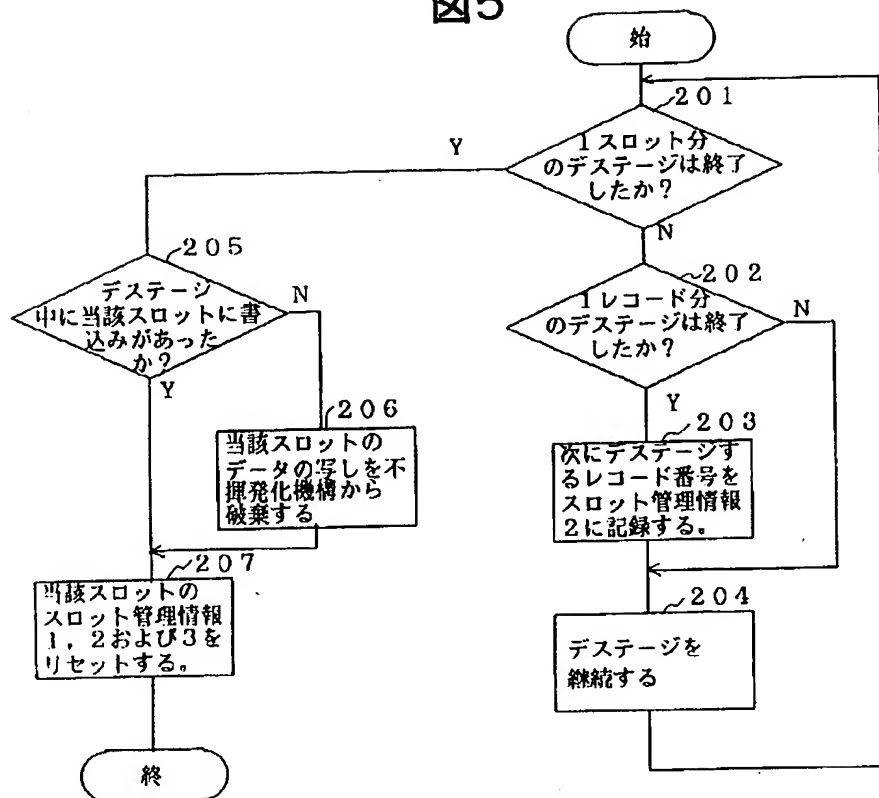 図5
始
201
1スロット分
のデステージは終了
したか?
Y
N
202
1レコード分
のデステージは終了
したか?
N
Y
203
次にデステージす
るレコード番号を
スロット管理情報
2に記録する。
204
デステージを
継続する
205
デステージ
中に当該スロットに書
込みがあった
か?
N
Y
206
当該スロットの
データの写しを不
揮発化機構から
破棄する
207
当該スロットの
スロット管理情報
1,2および3を
リセットする。
終